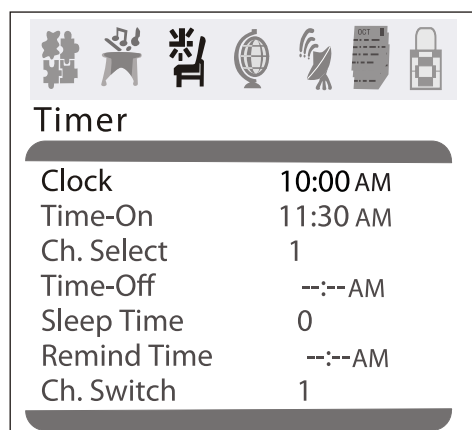 OCT
Timer
Clock 10:00 AM
Time-On 11:30 AM
Ch. Select 1
Time-Off --:-- AM
Sleep Time 0
Remind Time --:-- AM
Ch. Switch 1